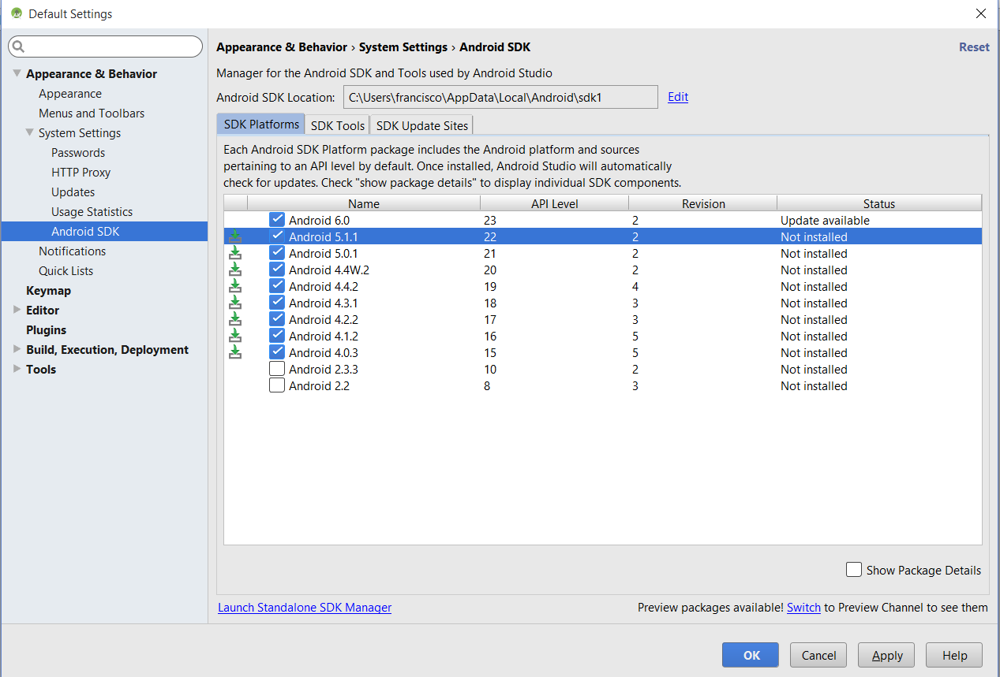 Default Settings
Appearance & Behavior
Appearance
Menus and Toolbars
System Settings
Passwords
HTTP Proxy
Updates
Usage Statistics
Android SDK
Notifications
Quick Lists
Keymap
Editor
Plugins
Build, Execution, Deployment
Tools
Appearance & Behavior › System Settings › Android SDK
Reset
Manager for the Android SDK and Tools used by Android Studio
Android SDK Location: C:\Users\francisco\AppData\Local\Android\sdk1 Edit
SDK Platforms SDK Tools SDK Update Sites
Each Android SDK Platform package includes the Android platform and sources
pertaining to an API level by default. Once installed, Android Studio will automatically
check for updates. Check "show package details" to display individual SDK components.
Name API Level Revision Status
Android 6.0 23 2 Update available
Android 5.1.1 22 2 Not installed
Android 5.0.1 21 2 Not installed
Android 4.4W.2 20 2 Not installed
Android 4.4.2 19 4 Not installed
Android 4.3.1 18 3 Not installed
Android 4.2.2 17 3 Not installed
Android 4.1.2 16 5 Not installed
Android 4.0.3 15 5 Not installed
Android 2.3.3 10 2 Not installed
Android 2.2 8 3 Not installed
Show Package Details
Launch Standalone SDK Manager
Preview packages available! Switch to Preview Channel to see them
OK Cancel Apply Help